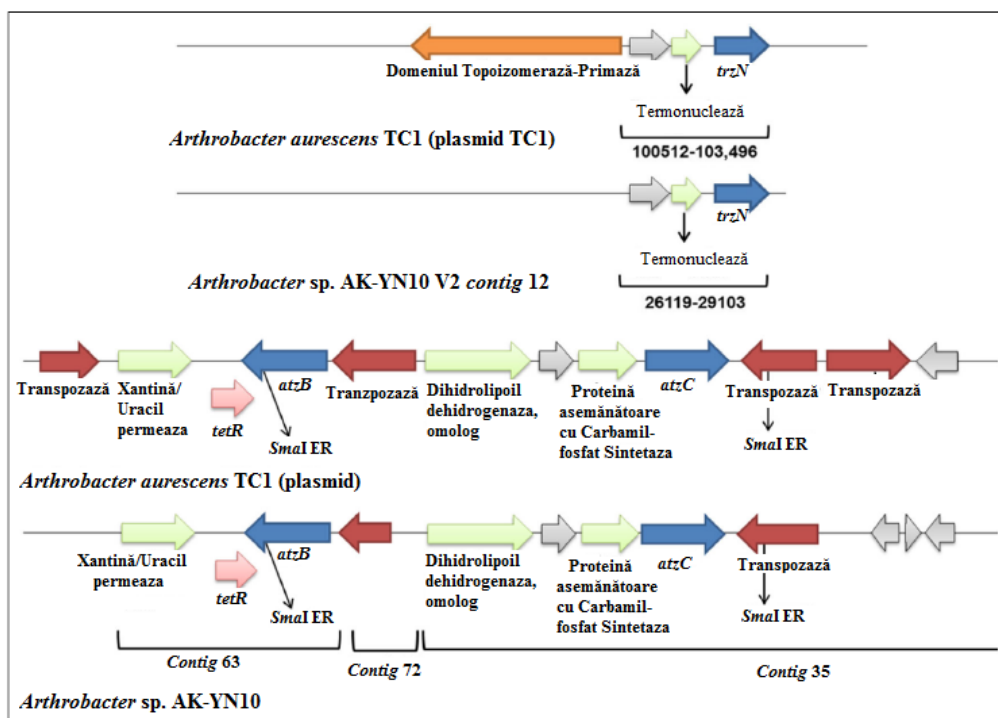 Domeniul Topoizomerază-Primază
trzN
Termonuclează
Arthrobacter aurescens TC1 (plasmid TC1)
100512-103,496
trzN
Termonuclează
Arthrobacter sp. AK-YN10 V2 contig 12
26119-29103
Transpozază
Xantină/
Uracil
permeaza
tetR
atzB
SmaI ER
Tranzpozază
Dihidrolipoil
dehidrogenaza,
omolog
Proteină
asemănătoare
cu Carbamil-
fosfat Sintetaza
atzC
Transpozază
SmaI ER
Transpozază
Arthrobacter aurescens TC1 (plasmid)
Xantină/Uracil
permeaza
tetR
atzB
SmaI ER
Dihidrolipoil
dehidrogenaza,
omolog
Proteină
asemănătoare
cu Carbamil-
fosfat Sintetaza
atzC
Transpozază
SmaI ER
Contig 63
Contig 72
Contig 35
Arthrobacter sp. AK-YN10